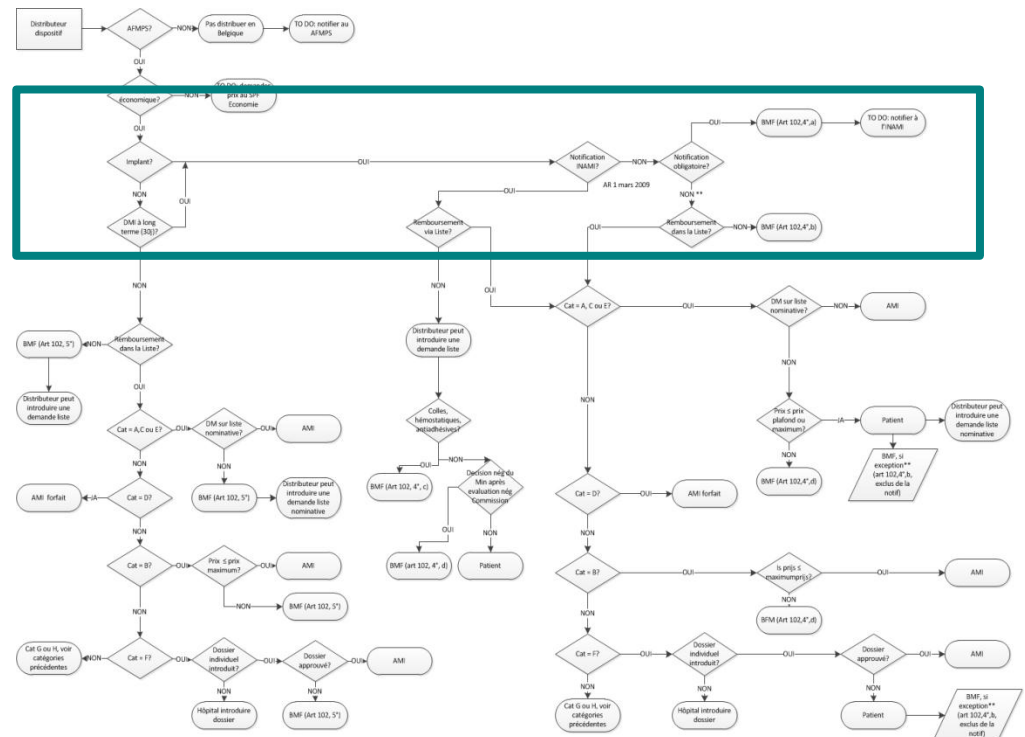 Distributeur
dispositif
AFMPS?
NON
Pas distribuer en
Belgique
TO DO: notifier au
AFMPS
OUI
économique?
NON
prix au SPF
Economie
OUI
Implant?
OUI
Notification
INAMI?
NON
Notification
obligatoire?
OUI
BMF (Art 102,4°,a)
TO DO: notifier à
l'INAMI
AR 1 mars 2009
OUI
NON **
NON
OUI
DMI à long
terme (30j)?
Remboursement
via Liste?
OUI
Remboursement
dans la Liste?
NON
BMF (Art 102,4°,b)
NON
NON
OUI
Cat = A, C ou E?
OUI
DM sur liste
nominative?
NON
AMI
BMF (Art 102, 5°)
NON
Remboursement
dans la Liste?
Distributeur peut
introduire une
demande liste
NON
Distributeur peut
introduire une
demande liste
OUI
NON
Colles,
hémostatiques,
antiadhésives?
Prix ≤ prix
plafond ou
maximum?
JA
Patient
Distributeur peut
introduire une
demande liste
nominative
Cat = A,C ou E?
OUI
DM sur liste
nominative?
OUI
AMI
NON
NON
OUI
NON
NON
BMF, si
exception**
(art 102,4°,b,
exclus de la
notif)
AMI forfait
JA
Cat = D?
BMF (Art 102, 5°)
Distributeur peut
introduire une
demande liste
nominative
BMF (Art 102, 4°, c)
Decision nég du
Min après
evaluation nég
Commission
Cat = D?
OUI
AMI forfait
BMF (Art 102,4°,d)
NON
OUI
NON
NON
Cat = B?
OUI
Prix ≤ prix
maximum?
OUI
AMI
BMF (art 102, 4°, d)
Patient
Cat = B?
OUI
Is prijs ≤
maximumprijs?
OUI
AMI
NON
NON
BMF (Art 102, 5°)
NON
NON
BFM (Art 102,4°,d)
Cat G ou H, voir
catégories
précédentes
NON
Cat = F?
OUI
Dossier
individuel
introduit?
OUI
Dossier
approuvé?
OUI
AMI
Cat = F?
OUI
Dossier
individuel
introduit?
OUI
Dossier
approuvé?
OUI
AMI
NON
NON
NON
NON
NON
Hôpital introduire
dossier
BMF (Art 102, 5°)
Cat G ou H, voir
catégories
précédentes
Hôpital introduire
dossier
Patient
BMF, si
exception**
(art 102,4°,b,
exclus de la
notif)